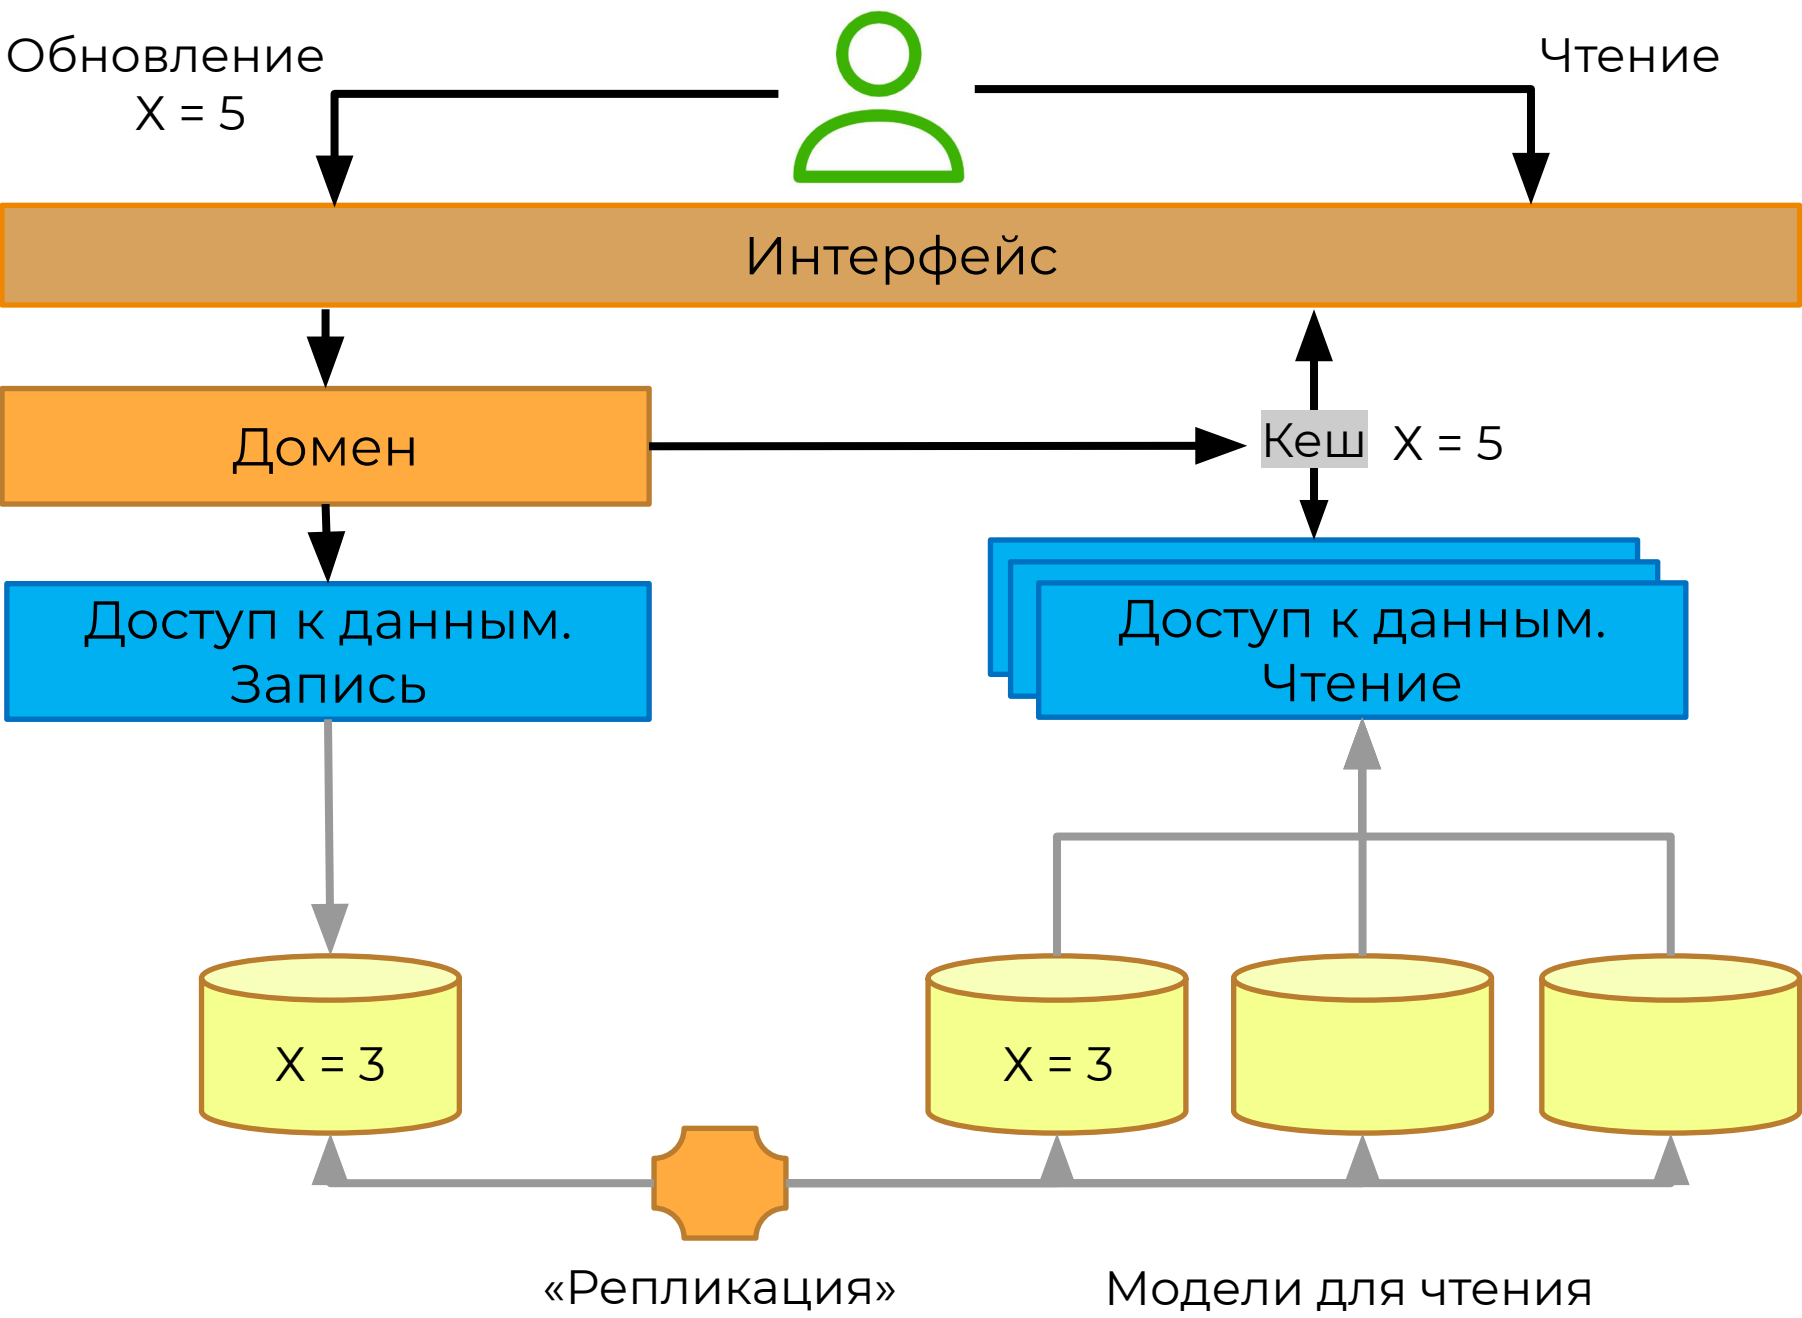 Обновление
X = 5
Чтение
Интерфейс
Домен
Кеш
X = 5
Доступ к данным.
Запись
Доступ к данным.
Чтение
X = 3
X = 3
«Репликация»
Модели для чтения